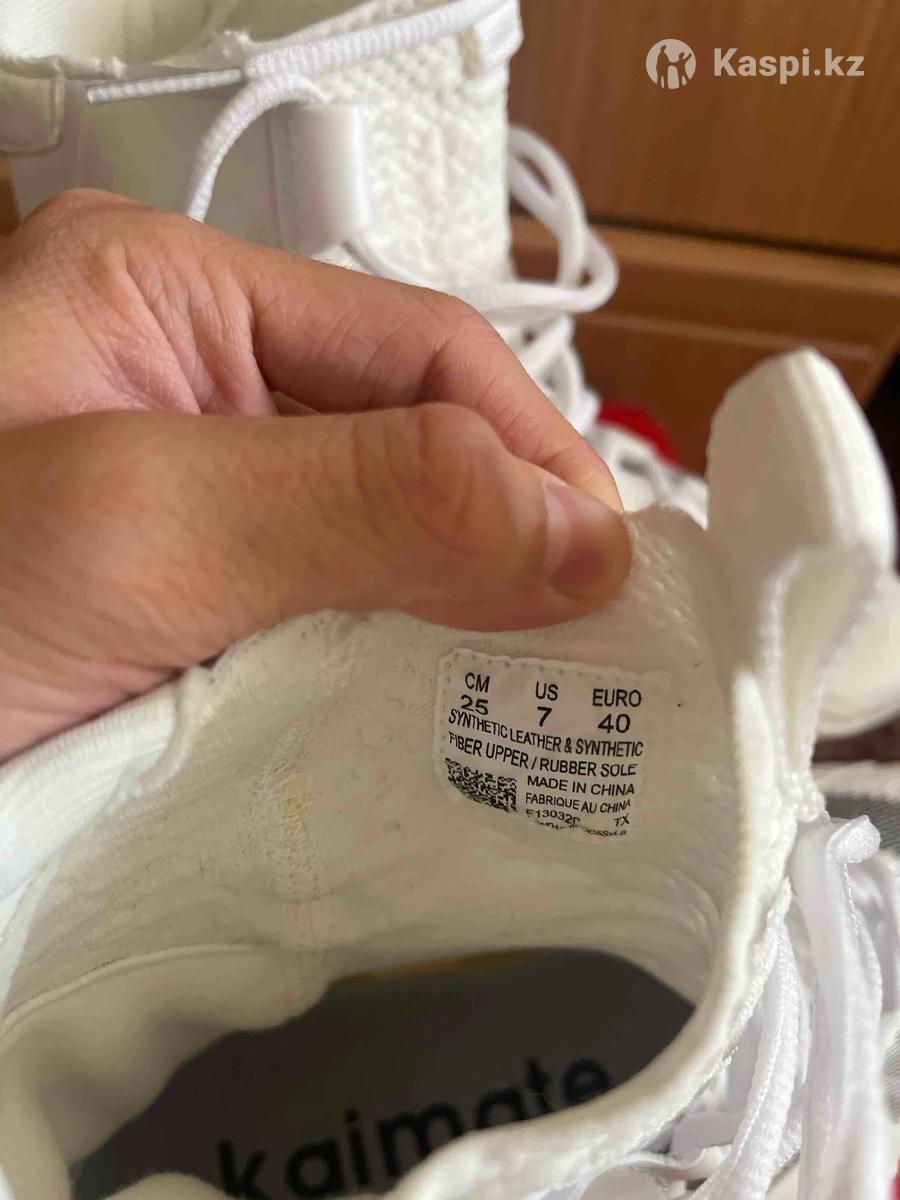 Kaspi.kz
CM US EURO
25 7 40
SYNTHETIC LEATHER & SYNTHETIC
FIBER UPPER / RUBBER SOLE
MADE IN CHINA
FABRIQUE AU CHINA
TX
kaimate